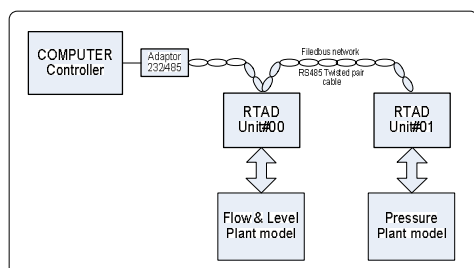 COMPUTER
Controller
Adaptor
232/485
Filedbus network
RS485 Twisted pair
cable
RTAD
Unit#00
RTAD
Unit#01
Flow & Level
Plant model
Pressure
Plant model